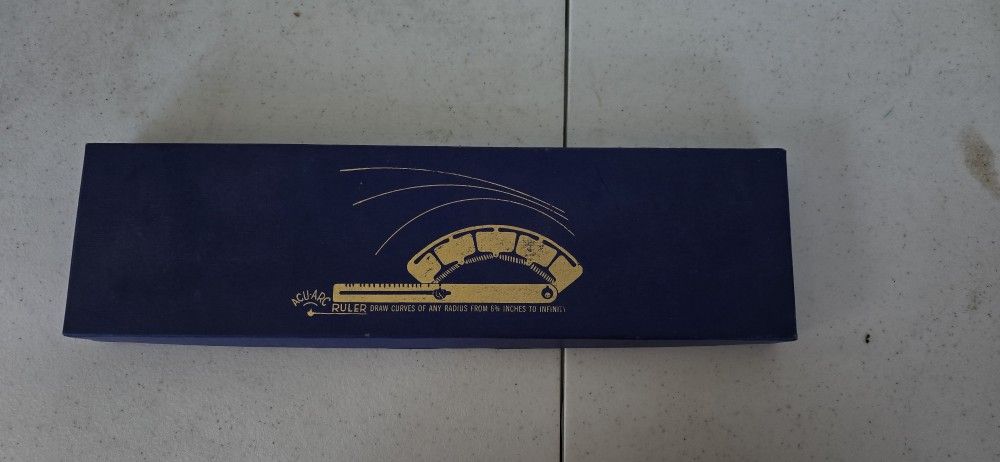 ACU-ARC
RULER DRAW CURVES OF ANY RADIUS FROM 6¾ INCHES TO INFINITY